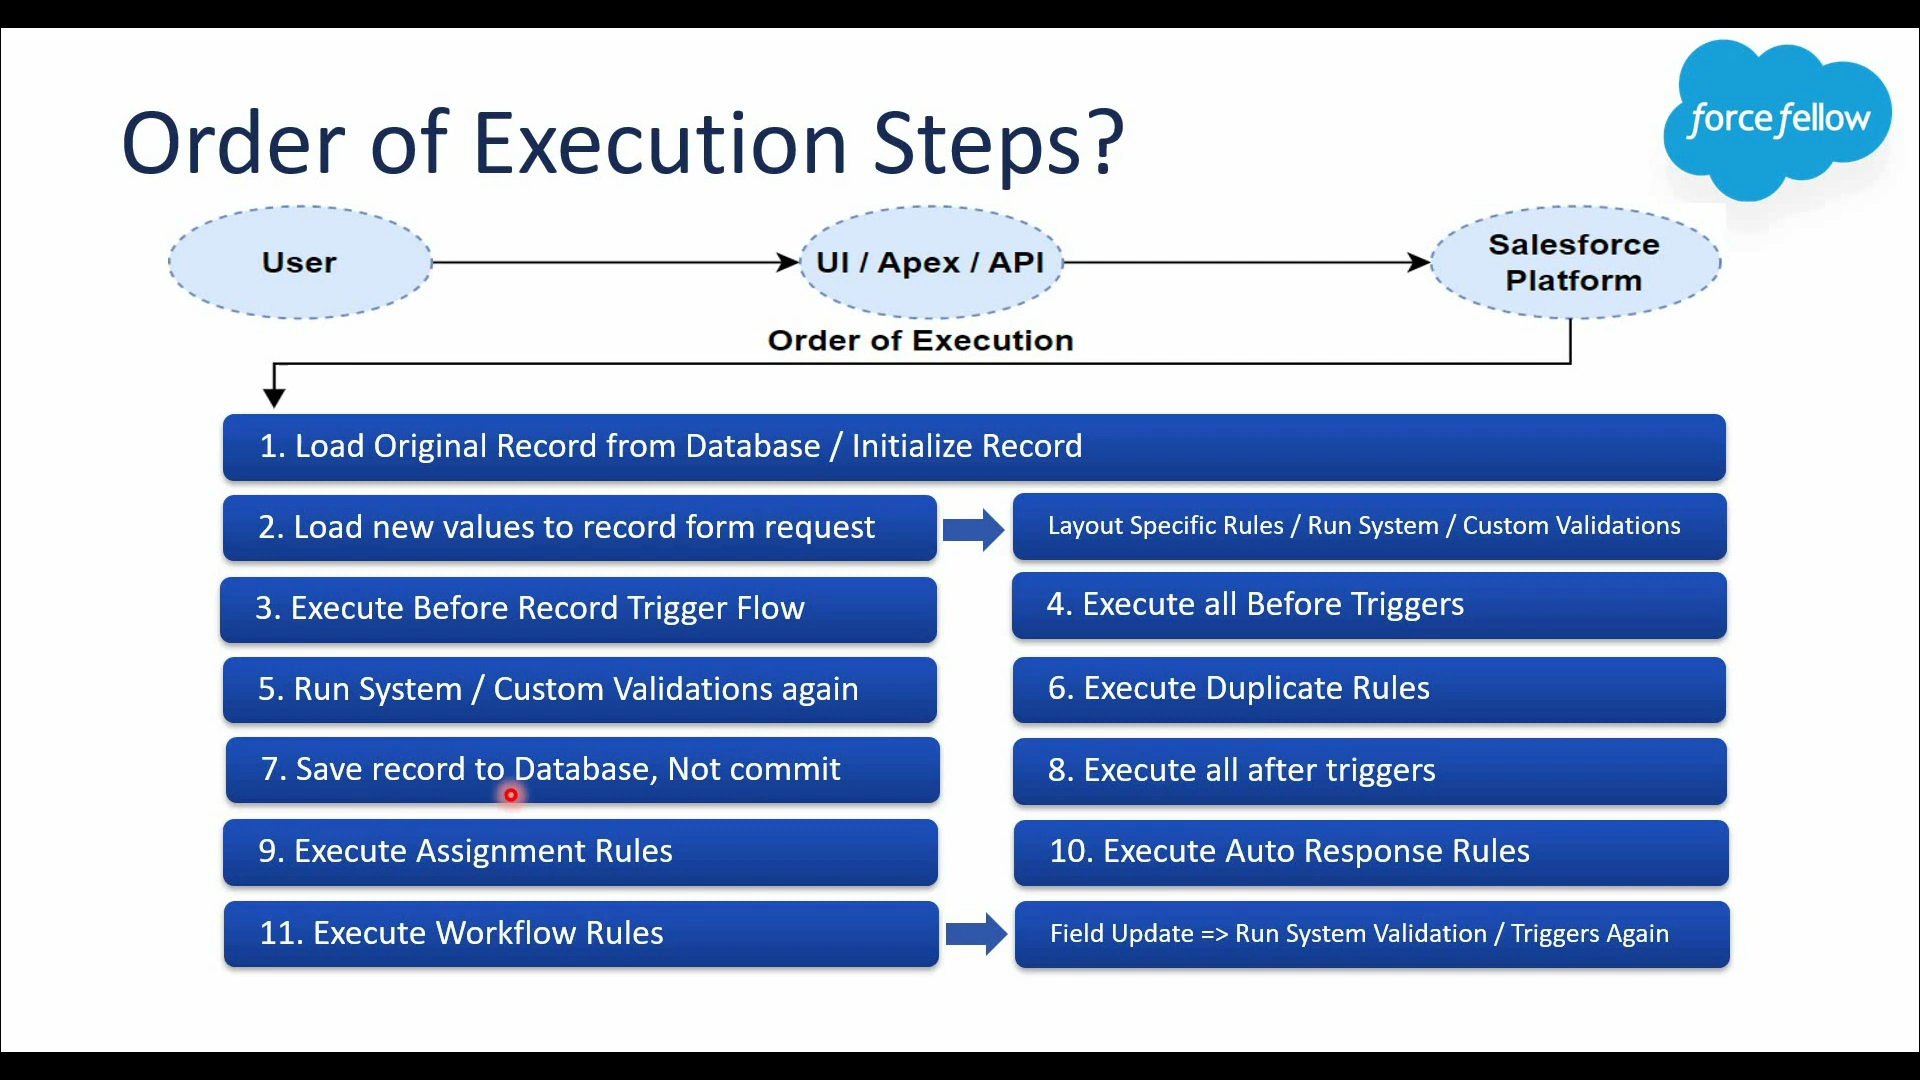 Order of Execution Steps?
force fellow
User
UI / Apex / API
Salesforce
Platform
Order of Execution
1. Load Original Record from Database / Initialize Record
2. Load new values to record form request
Layout Specific Rules / Run System / Custom Validations
3. Execute Before Record Trigger Flow
4. Execute all Before Triggers
5. Run System / Custom Validations again
6. Execute Duplicate Rules
7. Save record to Database, Not commit
8. Execute all after triggers
9. Execute Assignment Rules
10. Execute Auto Response Rules
11. Execute Workflow Rules
Field Update => Run System Validation / Triggers Again